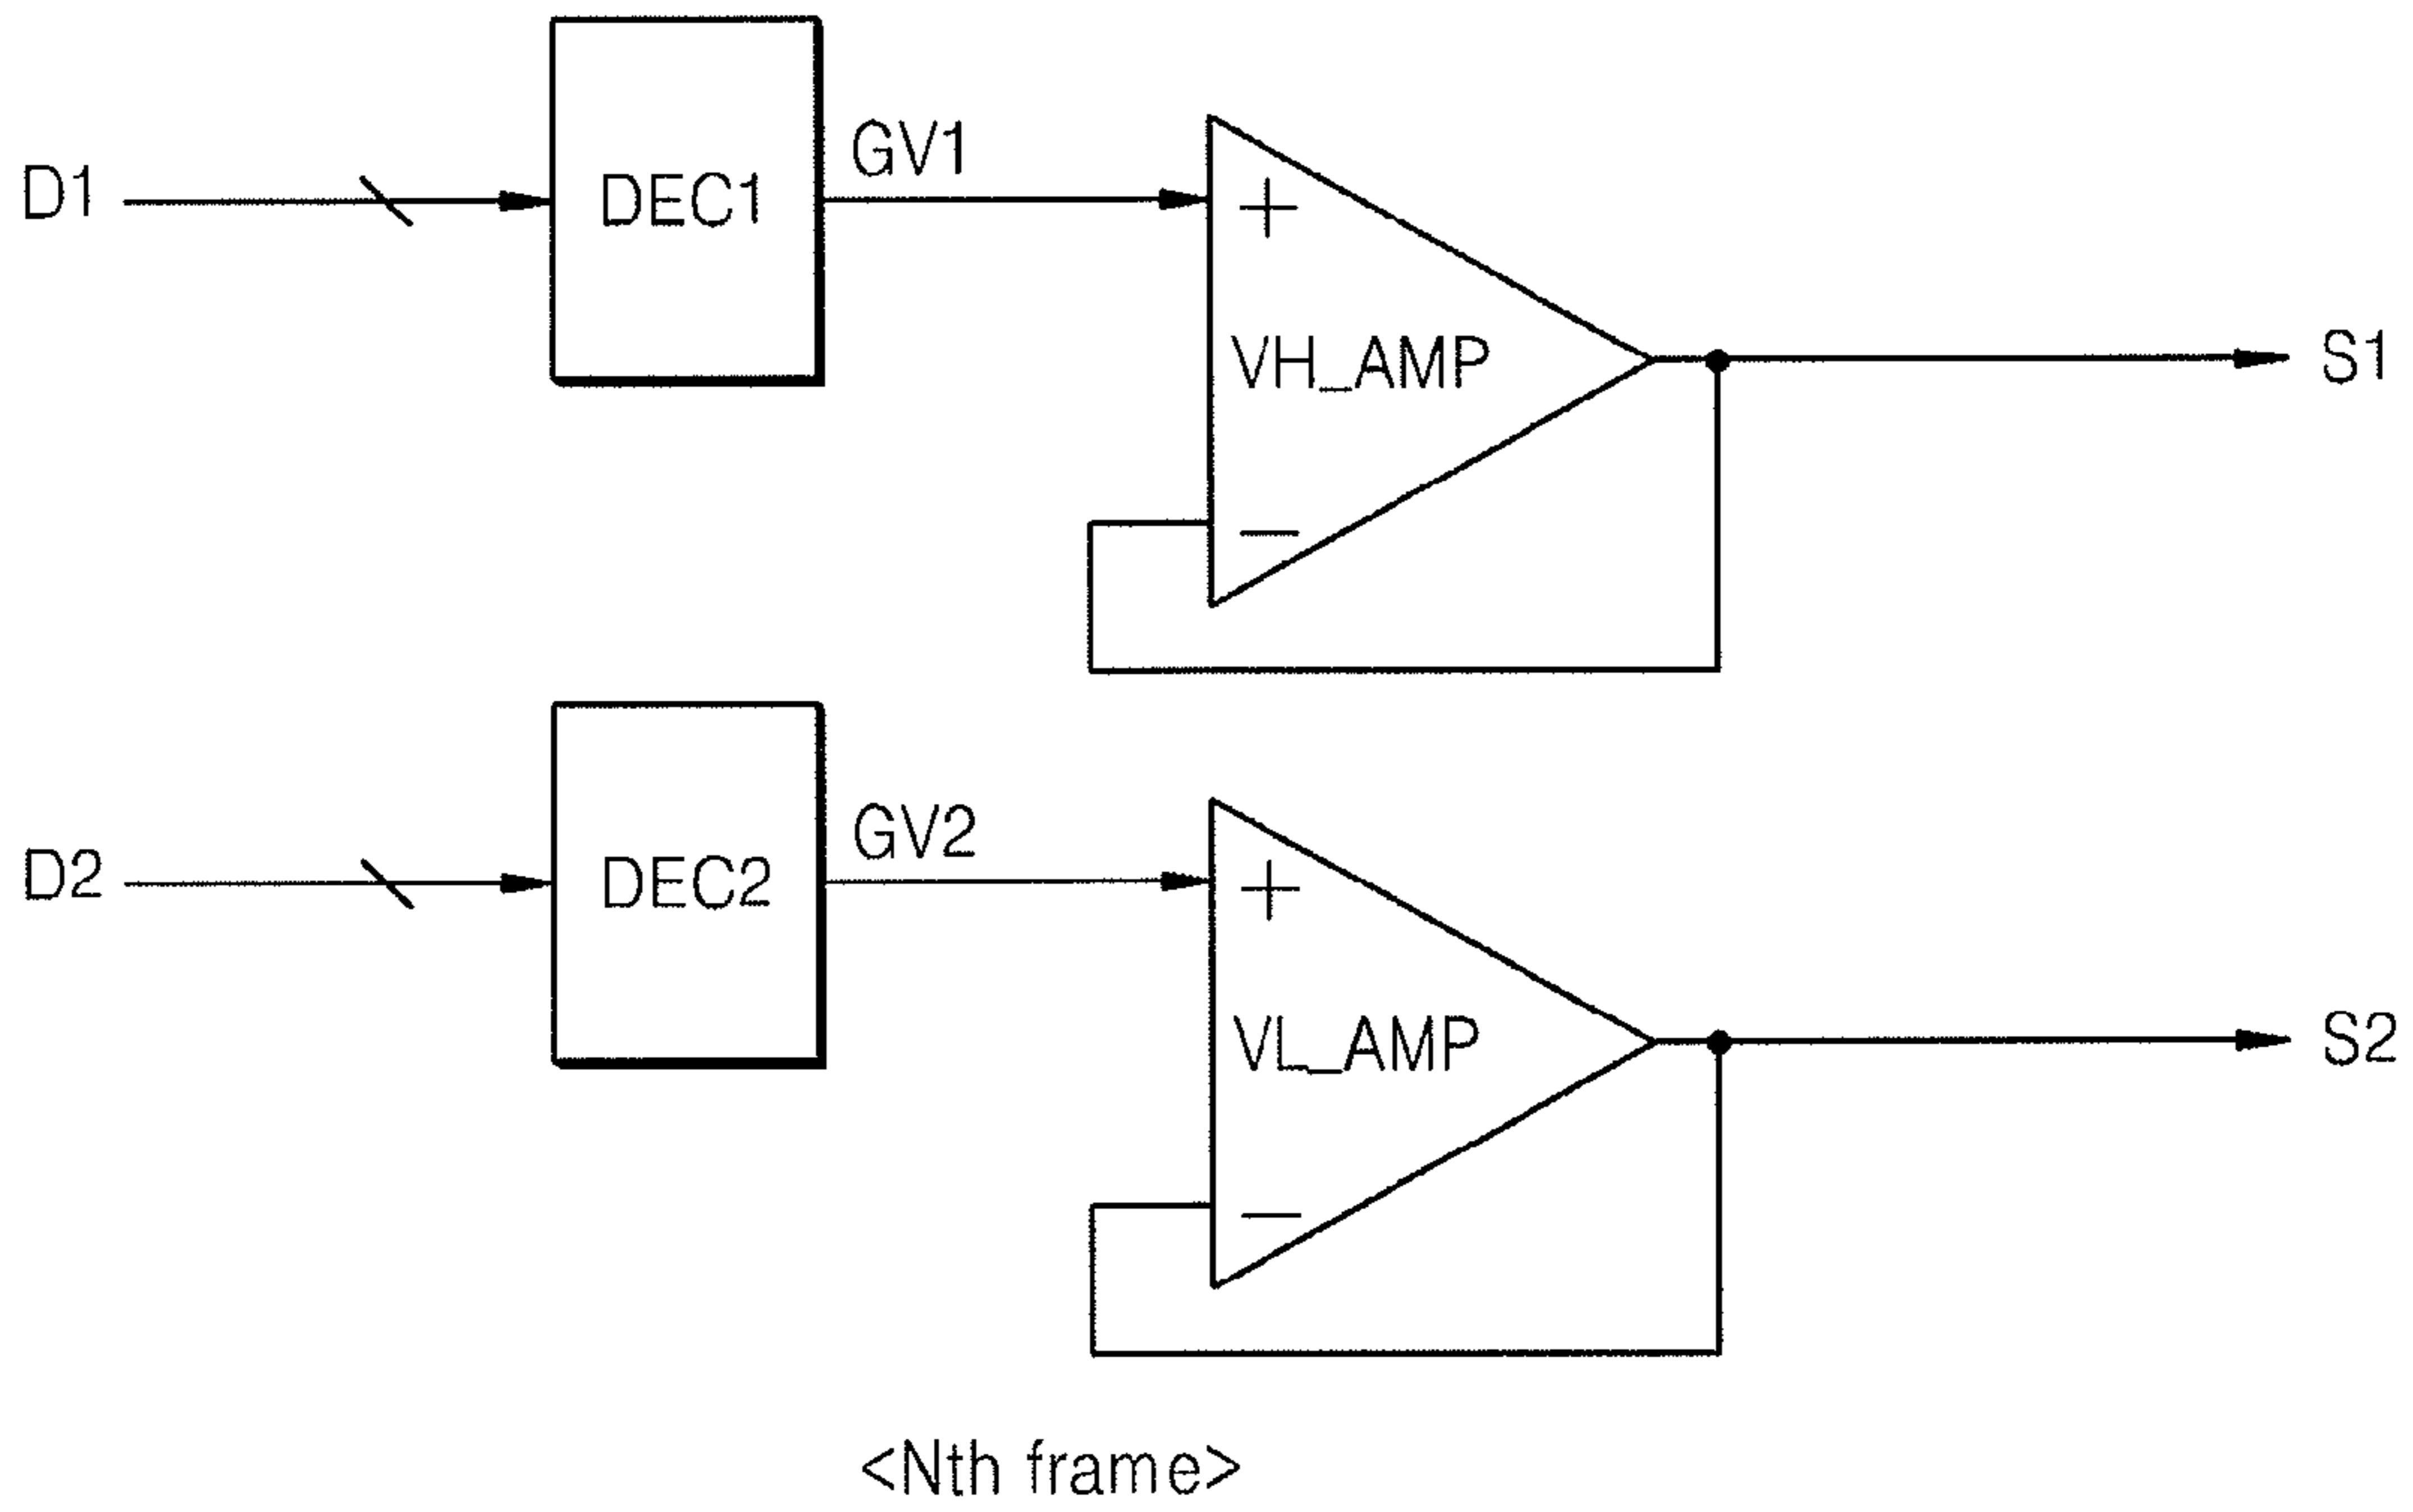 D1
DEC1
GV1
+
VH_AMP
−
S1
D2
DEC2
GV2
+
VL_AMP
−
S2
<Nth frame>